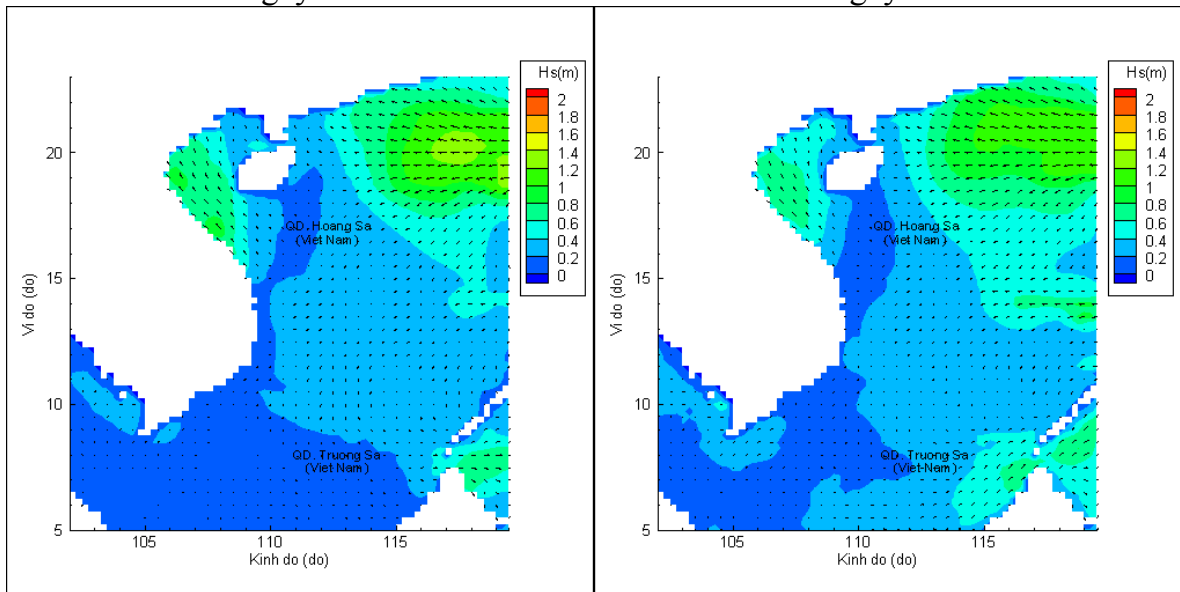 Hs(m)
2
1.8
1.6
1.4
1.2
1
0.8
0.6
0.4
0.2
0
20
15
10
5
Vi do (do)
QD. Hoang Sa
(Viet Nam)
QD. Truong Sa
(Viet Nam)
105
110
115
Kinh do (do)
Hs(m)
2
1.8
1.6
1.4
1.2
1
0.8
0.6
0.4
0.2
0
20
15
10
5
Vi do (do)
QD. Hoang Sa
(Viet Nam)
QD. Truong Sa
(Viet Nam)
105
110
115
Kinh do (do)